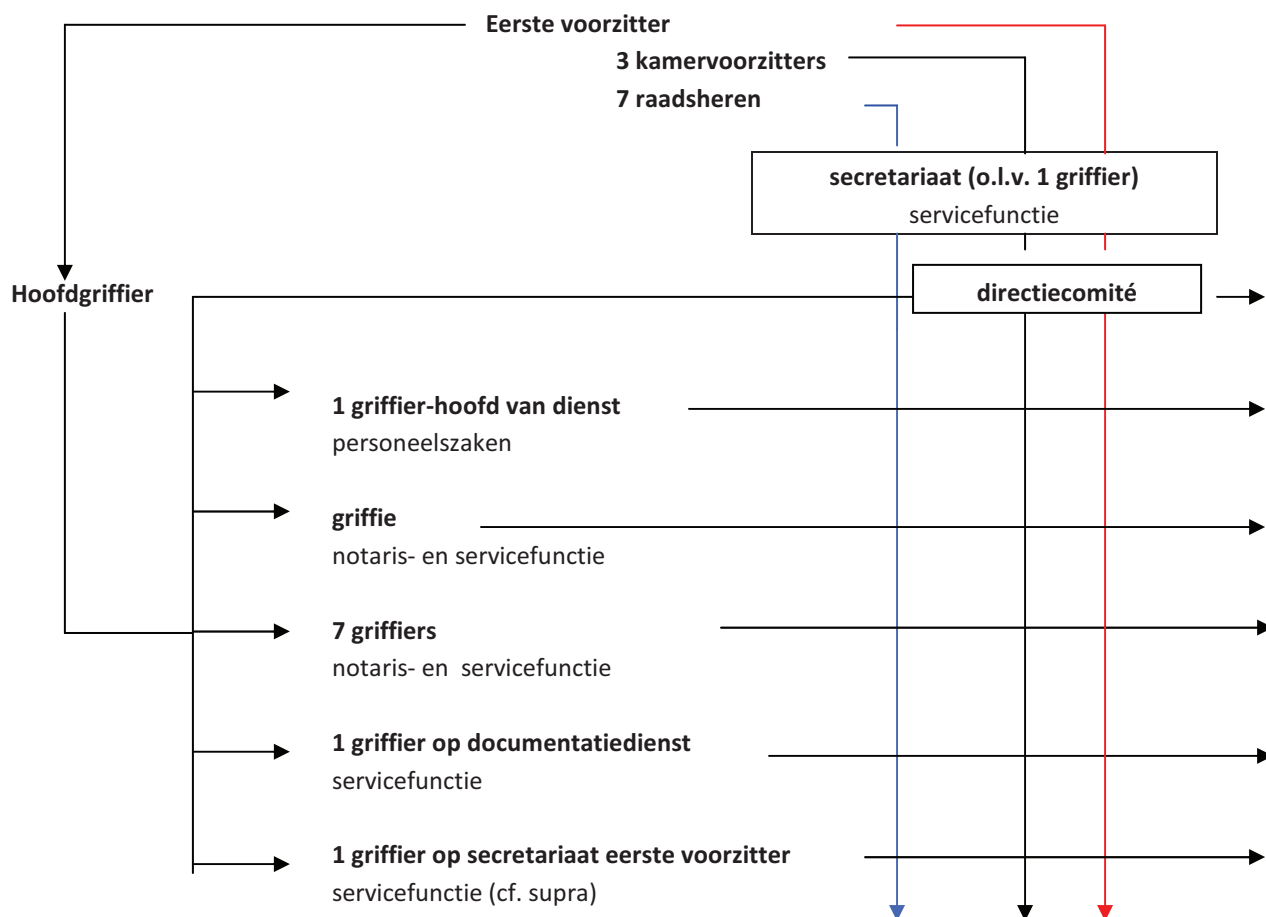 Eerste voorzitter
3 kamervoorzitters
7 raadsheren
secretariaat (o.l.v. 1 griffier)
servicefunctie
Hoofdgriffier
directiecomité
1 griffier-hoofd van dienst
personeelszaken
griffie
notaris- en servicefunctie
7 griffiers
notaris- en  servicefunctie
1 griffier op documentatiedienst
servicefunctie
1 griffier op secretariaat eerste voorzitter
servicefunctie (cf. supra)